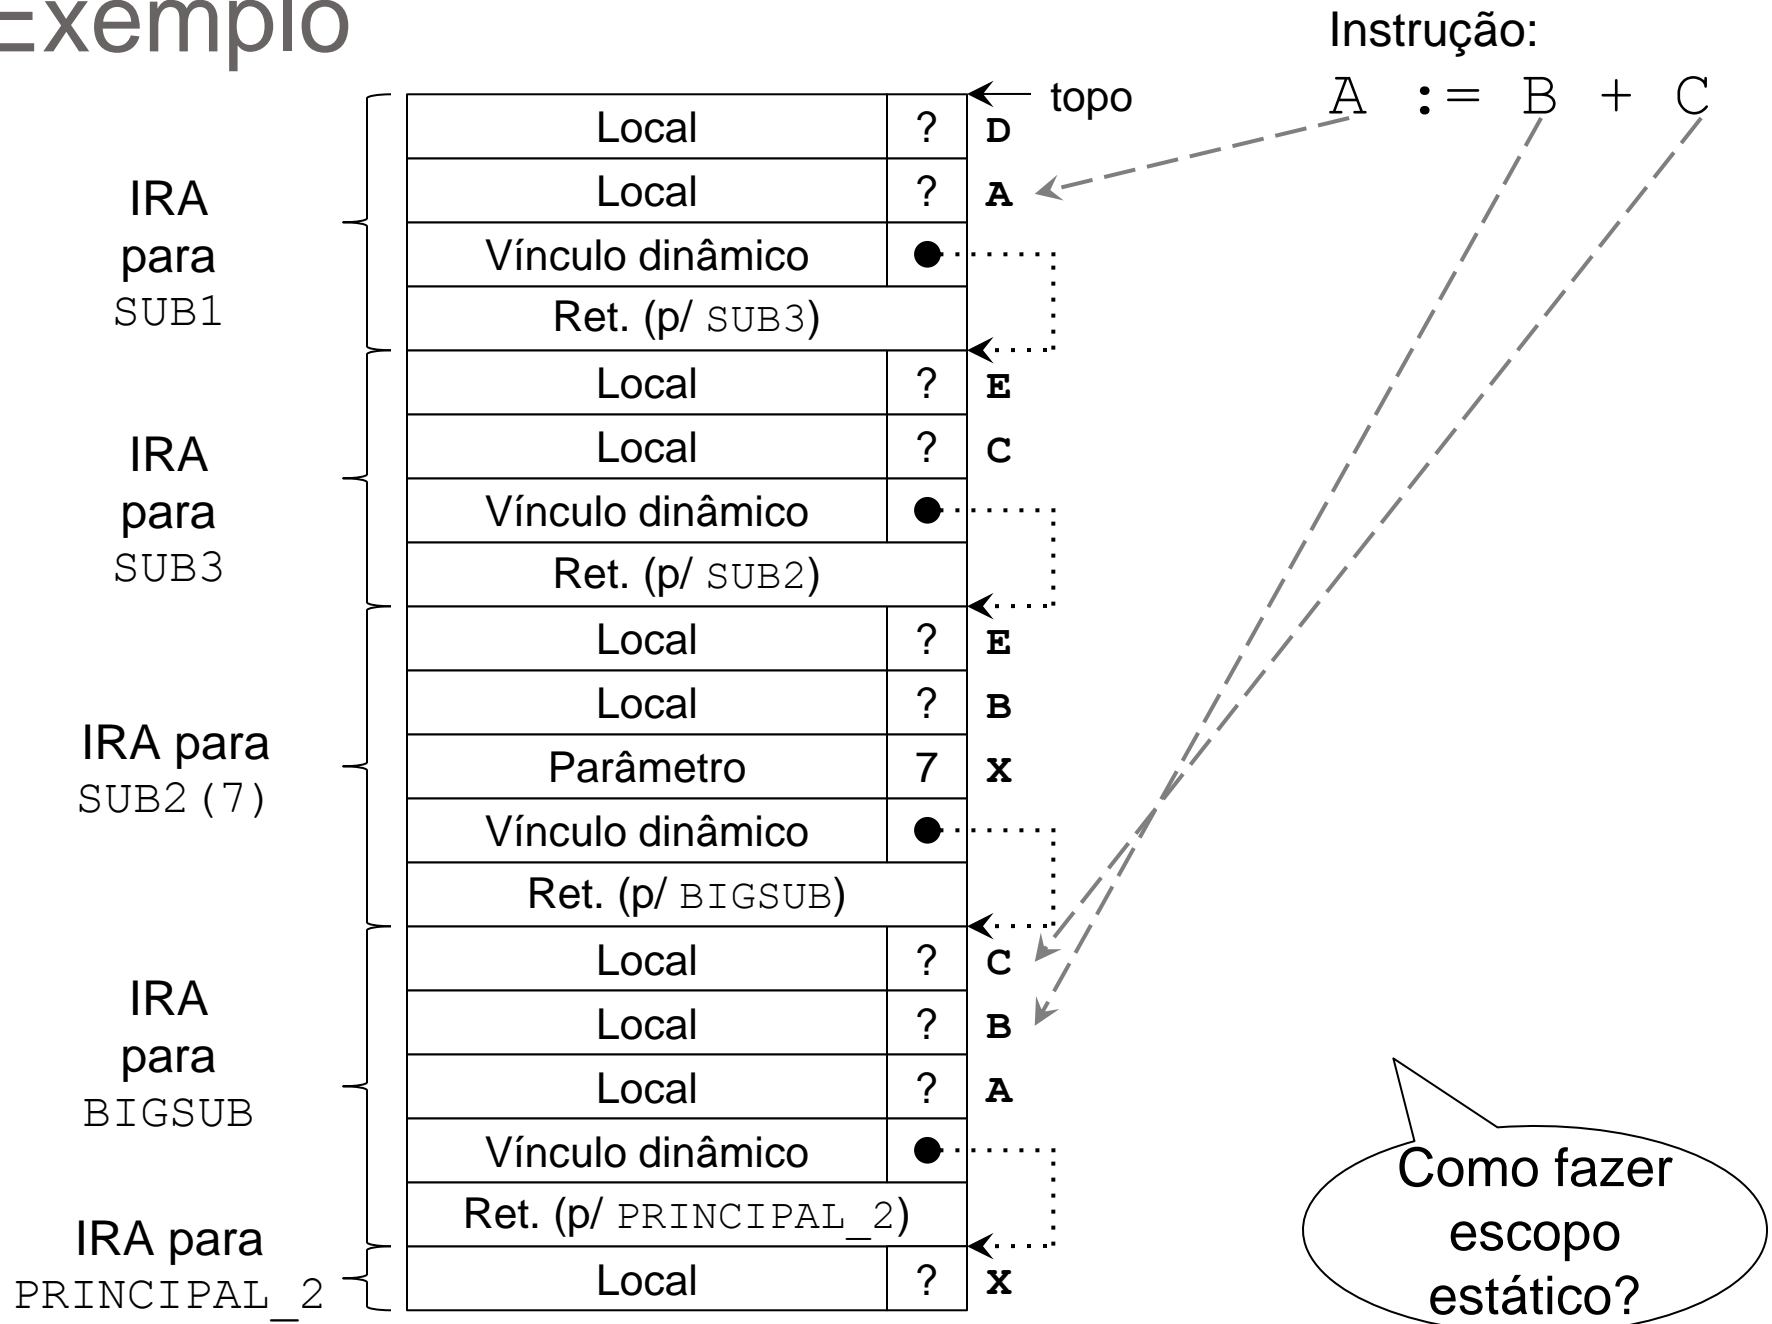 Exemplo
Instrução:
A := B + C
topo
Local ? D
Local ? A
Vínculo dinâmico
Ret. (p/ SUB3)
IRA
para
SUB1
Local ? E
Local ? C
Vínculo dinâmico
Ret. (p/ SUB2)
IRA
para
SUB3
Local ? E
Local ? B
Parâmetro 7 X
Vínculo dinâmico
Ret. (p/ BIGSUB)
IRA para
SUB2(7)
Local ? C
Local ? B
Local ? A
Vínculo dinâmico
Ret. (p/ PRINCIPAL_2)
IRA
para
BIGSUB
Local ? X
IRA para
PRINCIPAL_2
Como fazer
escopo
estático?